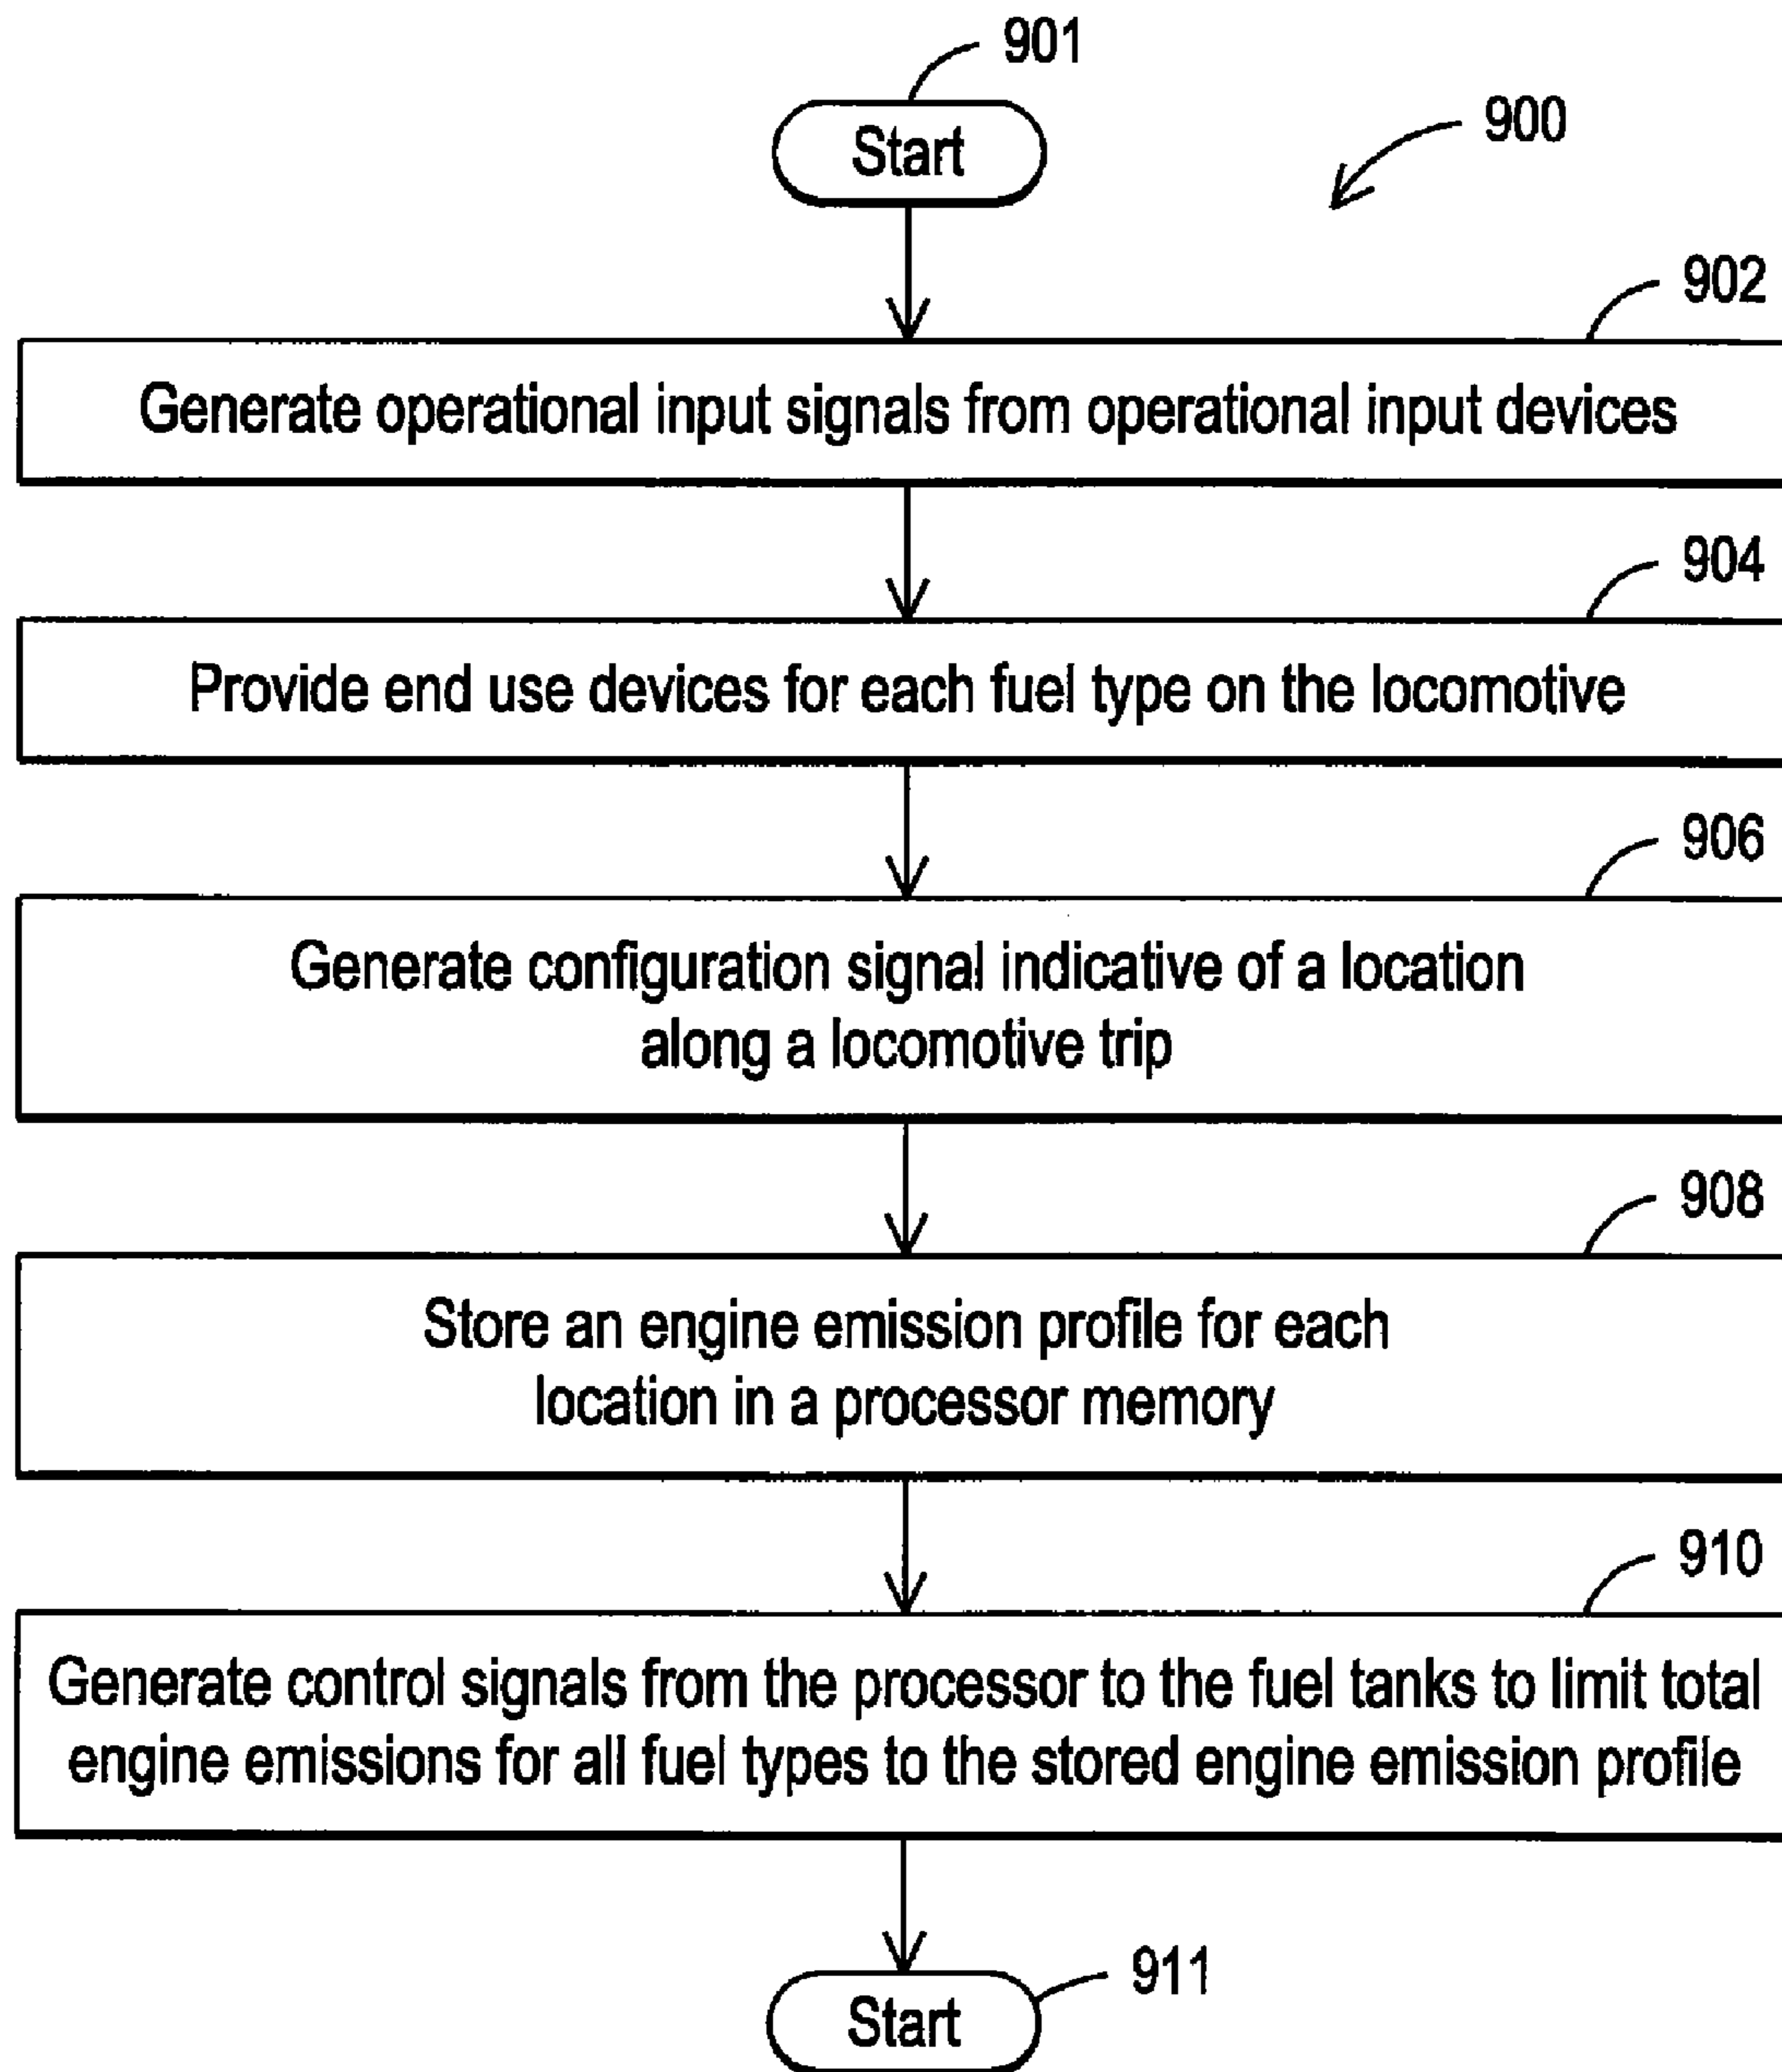 901
Start
900
902
Generate operational input signals from operational input devices
904
Provide end use devices for each fuel type on the locomotive
906
Generate configuration signal indicative of a location
along a locomotive trip
908
Store an engine emission profile for each
location in a processor memory
910
Generate control signals from the processor to the fuel tanks to limit total
engine emissions for all fuel types to the stored engine emission profile
911
Start